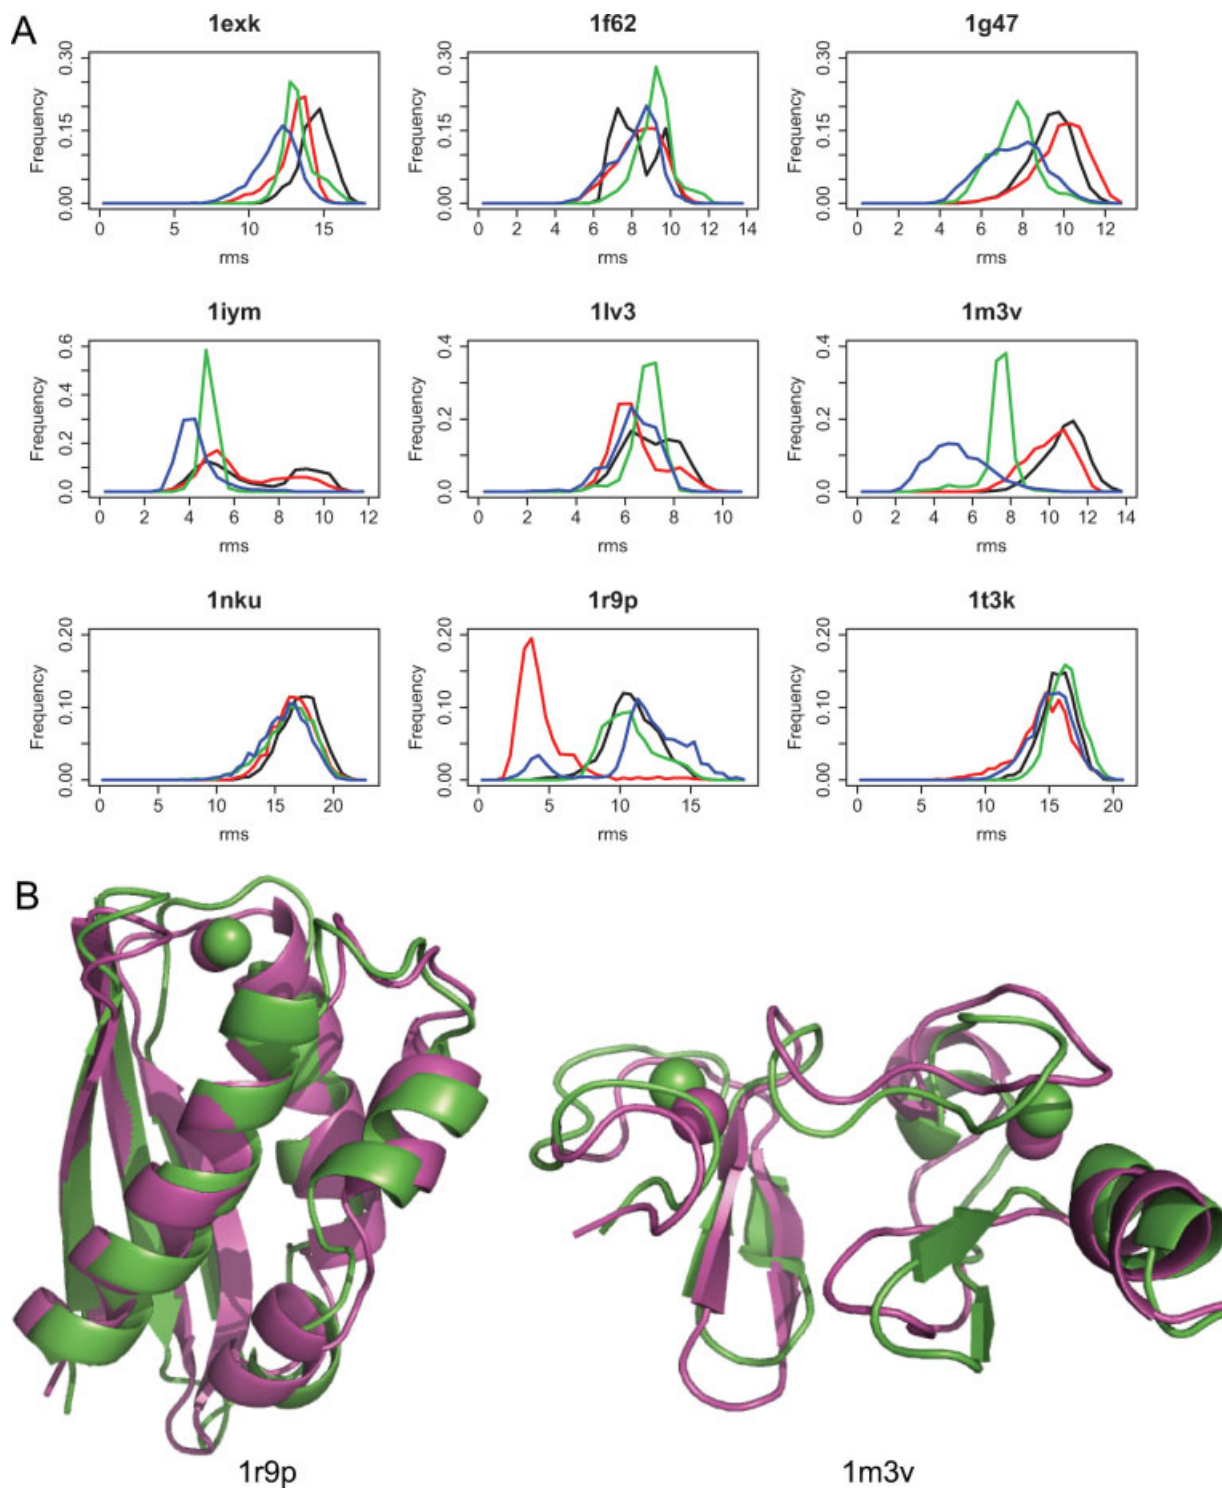 A
1exk 1f62 1g47
Frequency 0.00 0.15 0.30 Frequency 0.00 0.15 0.30 Frequency 0.00 0.15 0.30
0 5 10 15 0 2 4 6 8 10 12 14 0 2 4 6 8 10 12
rms rms rms
1iym 1lv3 1m3v
Frequency 0.0 0.2 0.4 0.6 Frequency 0.0 0.2 0.4 Frequency 0.0 0.2 0.4
0 2 4 6 8 10 12 0 2 4 6 8 10 0 2 4 6 8 10 12 14
rms rms rms
1nku 1r9p 1t3k
Frequency 0.00 0.10 0.20 Frequency 0.00 0.10 0.20 Frequency 0.00 0.10 0.20
0 5 10 15 20 0 5 10 15 0 5 10 15 20
rms rms rms
B
1r9p 1m3v